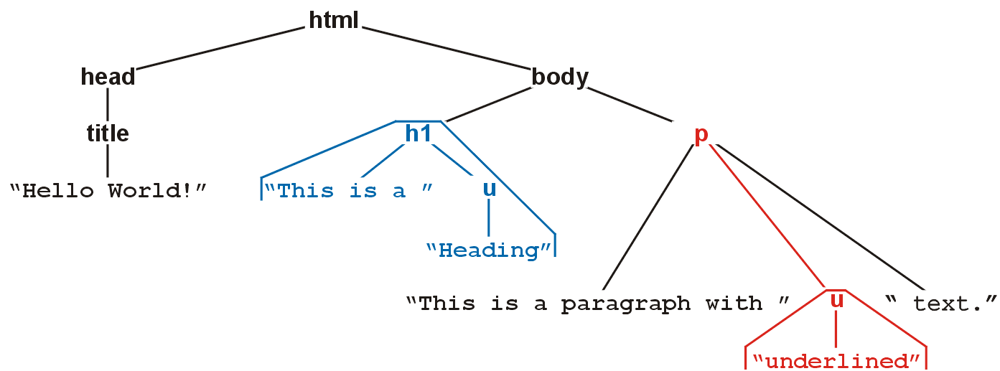 html
head body
title h1 p
“Hello World!” “This is a ” u
“Heading”
“This is a paragraph with ” u “ text.”
“underlined”